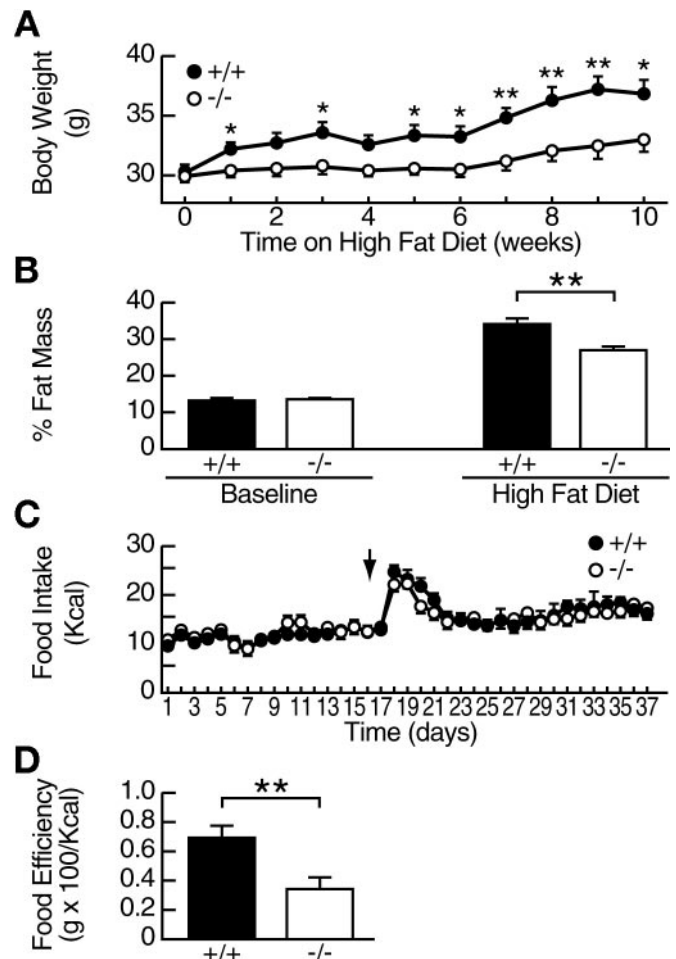 A
Body Weight
(g)
40
35
30
+/+
-/-
* * * * ** ** ** *
0 2 4 6 8 10
Time on High Fat Diet (weeks)
B
% Fat Mass
40
30
20
10
0
**
+/+ -/- +/+ -/-
Baseline High Fat Diet
C
Food Intake
(Kcal)
30
20
10
0
+/+
-/-
1 3 5 7 9 11 13 15 17 19 21 23 25 27 29 31 33 35 37
Time (days)
D
Food Efficiency
(g x 100/Kcal)
1.0
0.8
0.6
0.4
0.2
0
**
+/+ -/-